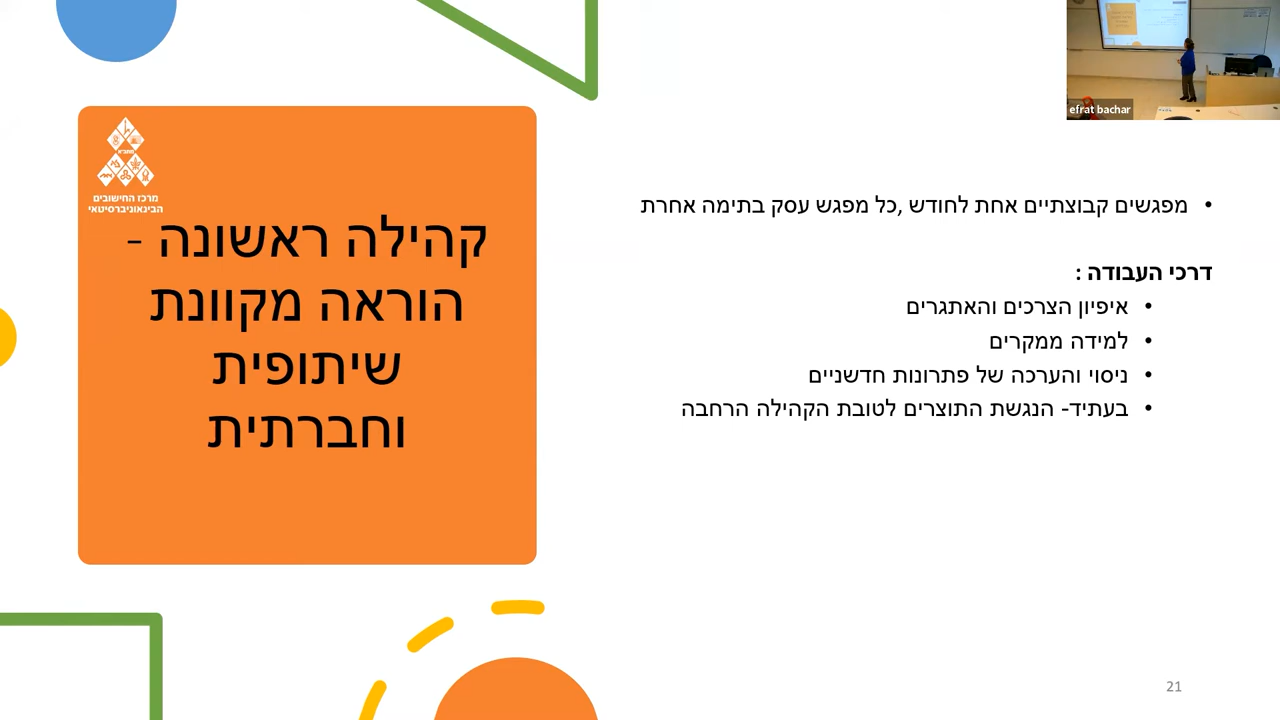 efrat bachar
מרכז החישובים
הבינאוניברסיטאי
קהילה ראשונה -
הוראה מקוונת
שיתופית
וחברתית
• מפגשים קבוצתיים אחת לחודש ,כל מפגש עסק בתימה אחרת
דרכי העבודה :
• איפיון הצרכים והאתגרים
• למידה ממקרים
• ניסוי והערכה של פתרונות חדשניים
• בעתיד- הנגשת התוצרים לטובת הקהילה הרחבה
21